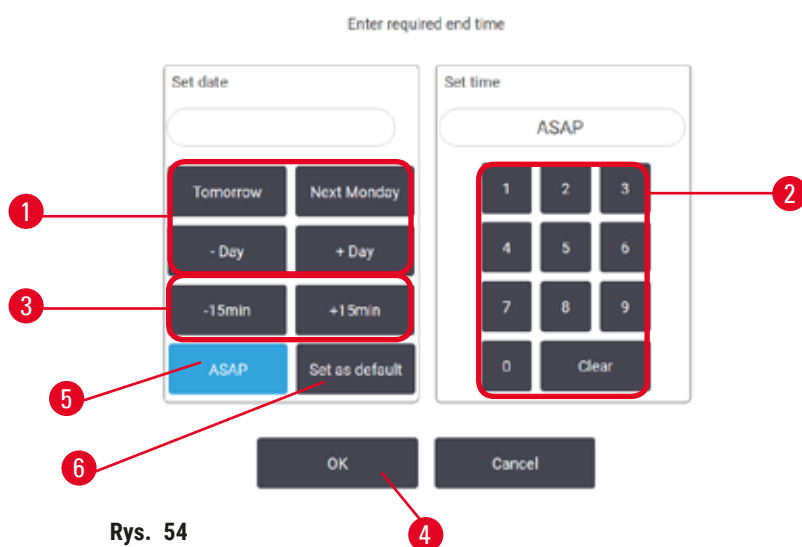 Enter required end time
Set date
Set time
ASAP
Tomorrow
Next Monday
- Day
+ Day
-15min
+15min
ASAP
Set as default
1
2
3
4
5
6
7
8
9
0
Clear
OK
Cancel
1
2
3
5
6
4
Rys. 54